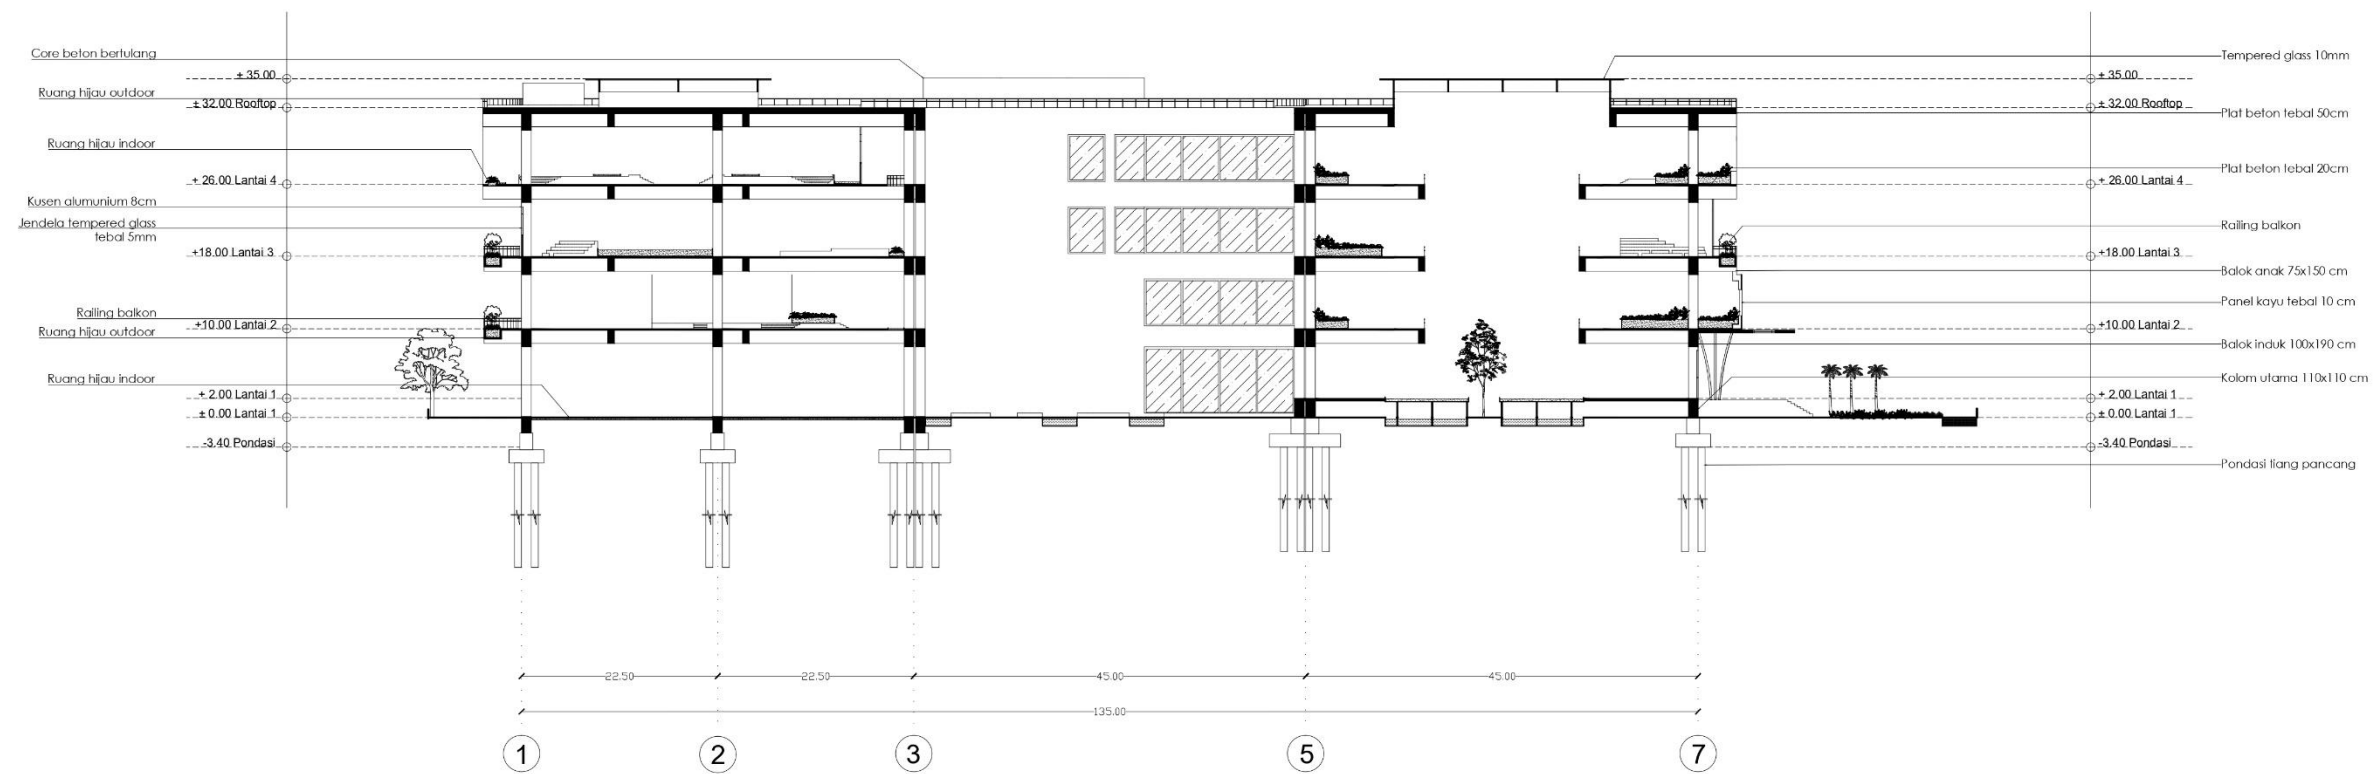 Core beton bertulang
± 35.00
Ruang hijau outdoor
± 32.00 Rooftop
Ruang hijau indoor
+ 26.00 Lantai 4
Kusen alumunium 8cm
Jendela tempered glass
tebal 5mm
+18.00 Lantai 3
Railing balkon
+10.00 Lantai 2
Ruang hijau outdoor
Ruang hijau indoor
+ 2.00 Lantai 1
± 0.00 Lantai 1
-3.40 Pondasi
Tempered glass 10mm
± 35.00
± 32.00 Rooftop
Plat beton tebal 50cm
Plat beton tebal 20cm
+ 26.00 Lantai 4
Railing balkon
+18.00 Lantai 3
Balok anak 75x150 cm
Panel kayu tebal 10 cm
+10.00 Lantai 2
Balok induk 100x190 cm
Kolom utama 110x110 cm
+ 2.00 Lantai 1
± 0.00 Lantai 1
-3.40 Pondasi
Pondasi tiang pancang
22.50 22.50 45.00 45.00
135.00
1 2 3 5 7